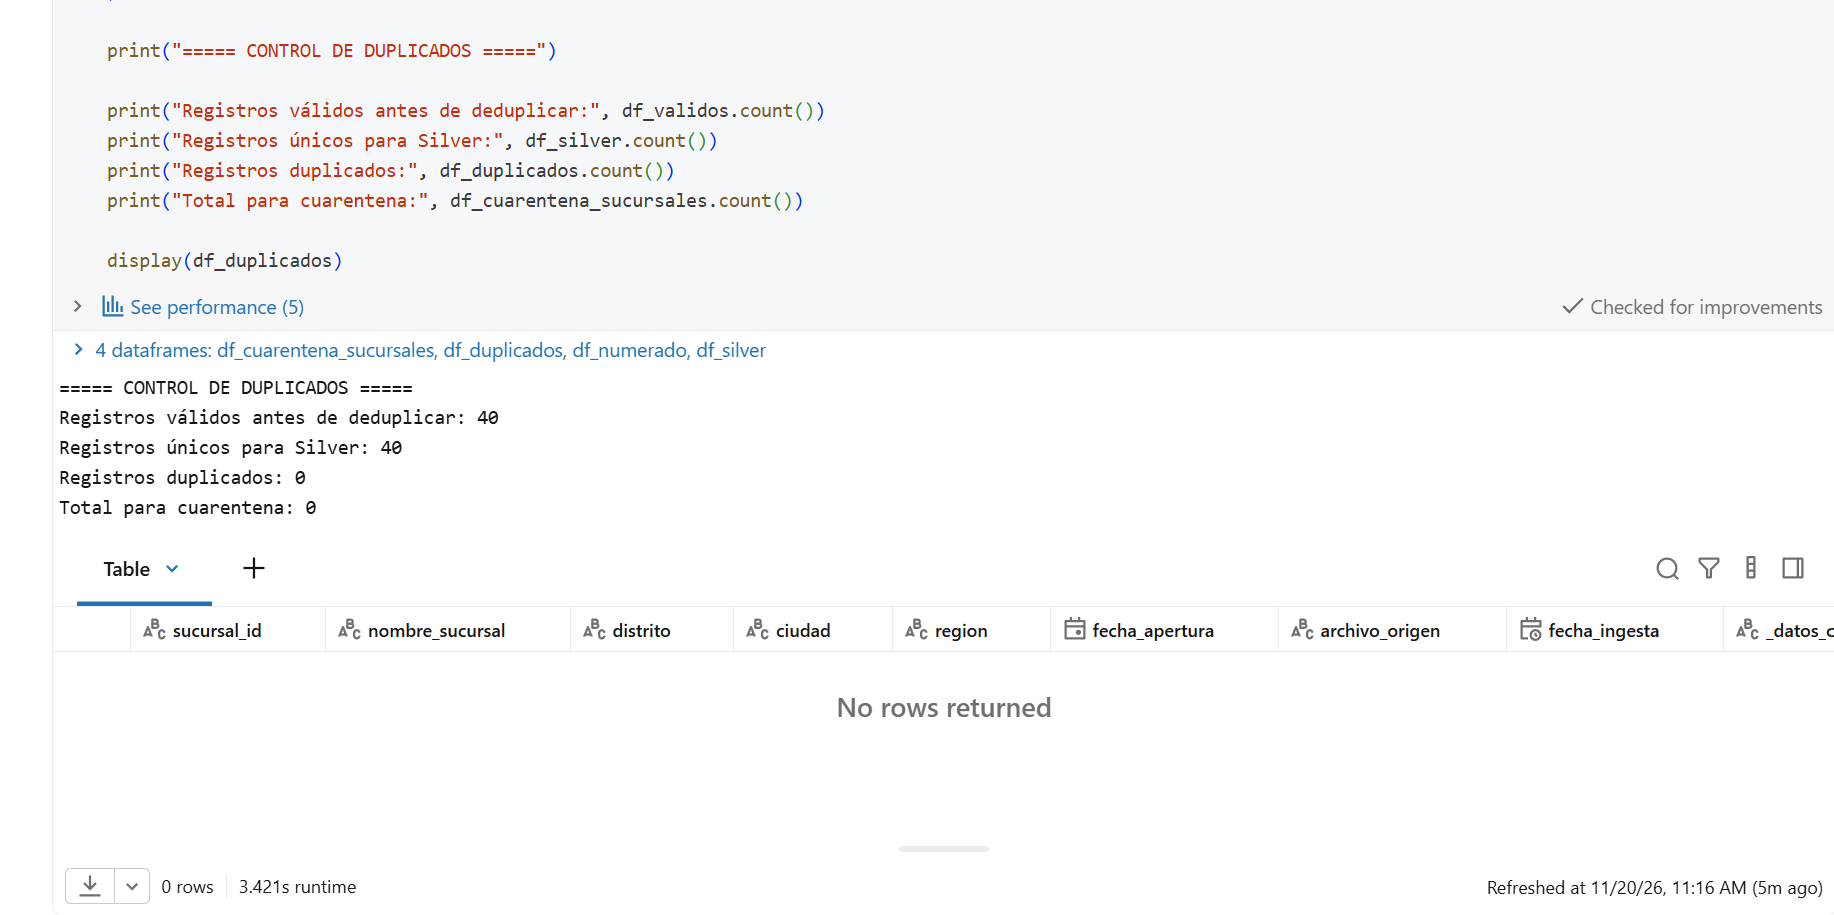 print("===== CONTROL DE DUPLICADOS =====")
print("Registros válidos antes de deduplicar:", df_validos.count())
print("Registros únicos para Silver:", df_silver.count())
print("Registros duplicados:", df_duplicados.count())
print("Total para cuarentena:", df_cuarentena_sucursales.count())
display(df_duplicados)
See performance (5)
Checked for improvements
4 dataframes: df_cuarentena_sucursales, df_duplicados, df_numerado, df_silver
===== CONTROL DE DUPLICADOS =====
Registros válidos antes de deduplicar: 40
Registros únicos para Silver: 40
Registros duplicados: 0
Total para cuarentena: 0
Table
sucursal_id nombre_sucursal distrito ciudad region fecha_apertura archivo_origen fecha_ingesta _datos_c
No rows returned
0 rows 3.421s runtime
Refreshed at 11/20/26, 11:16 AM (5m ago)